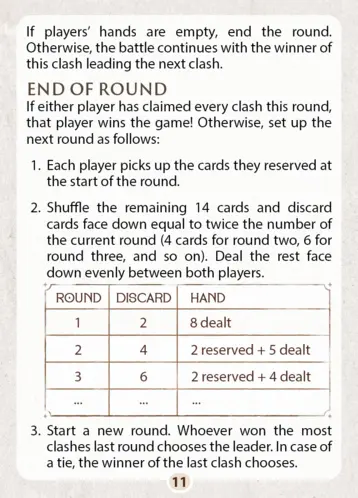 If players’ hands are empty, end the round.
Otherwise, the battle continues with the winner of
this clash leading the next clash.
END OF ROUND
If either player has claimed every clash this round,
that player wins the game! Otherwise, set up the
next round as follows:
1. Each player picks up the cards they reserved at
the start of the round.
2. Shuffle the remaining 14 cards and discard
cards face down equal to twice the number of
the current round (4 cards for round two, 6 for
round three, and so on). Deal the rest face
down evenly between both players.
ROUND DISCARD HAND
1 2 8 dealt
2 4 2 reserved + 5 dealt
3 6 2 reserved + 4 dealt
... ... ...
3. Start a new round. Whoever won the most
clashes last round chooses the leader. In case of
a tie, the winner of the last clash chooses.
11